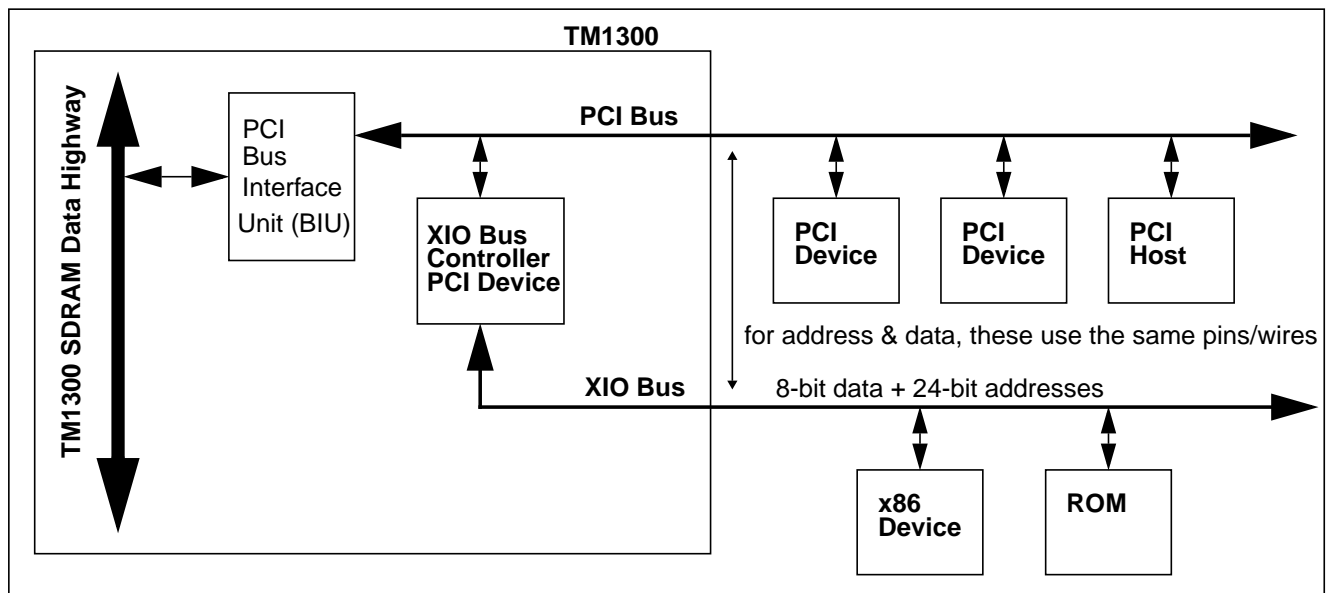 TM1300
TM1300 SDRAM Data Highway
PCI
Bus
Interface
Unit (BIU)
PCI Bus
XIO Bus
Controller
PCI Device
PCI
Device
PCI
Device
PCI
Host
for address & data, these use the same pins/wires
XIO Bus
8-bit data + 24-bit addresses
x86
Device
ROM